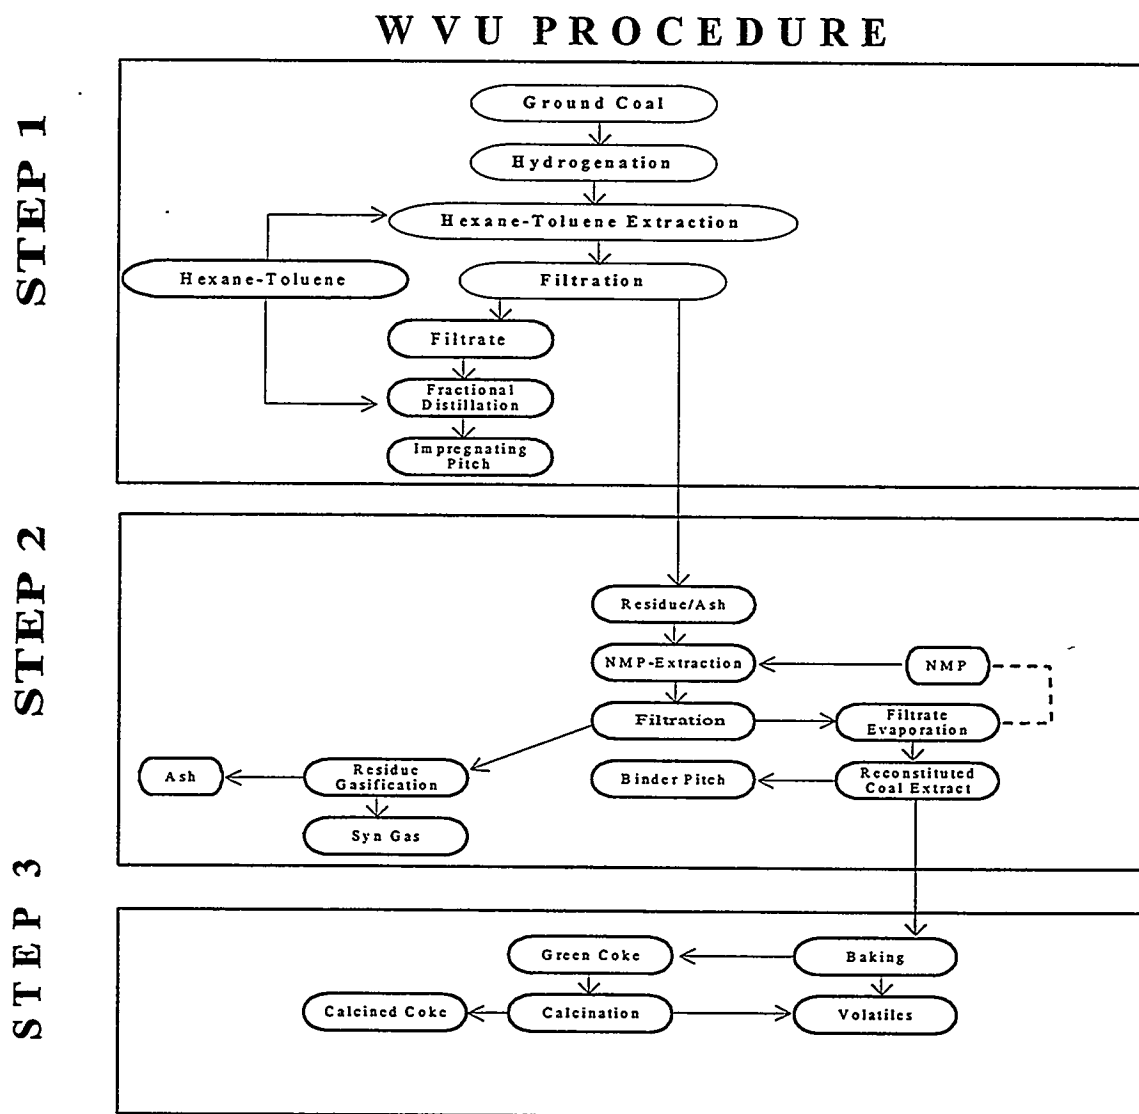 WVU PROCEDURE
STEP 1
Ground Coal
Hydrogenation
Hexane-Toluene Extraction
Hexane-Toluene
Filtration
Filtrate
Fractional
Distillation
Impregnating
Pitch
STEP 2
Residue/Ash
NMP-Extraction
NMP
Filtration
Filtrate
Evaporation
Ash
Residue
Gasification
Binder Pitch
Reconstituted
Coal Extract
Syn Gas
STEP 3
Green Coke
Baking
Calcined Coke
Calcination
Volatiles